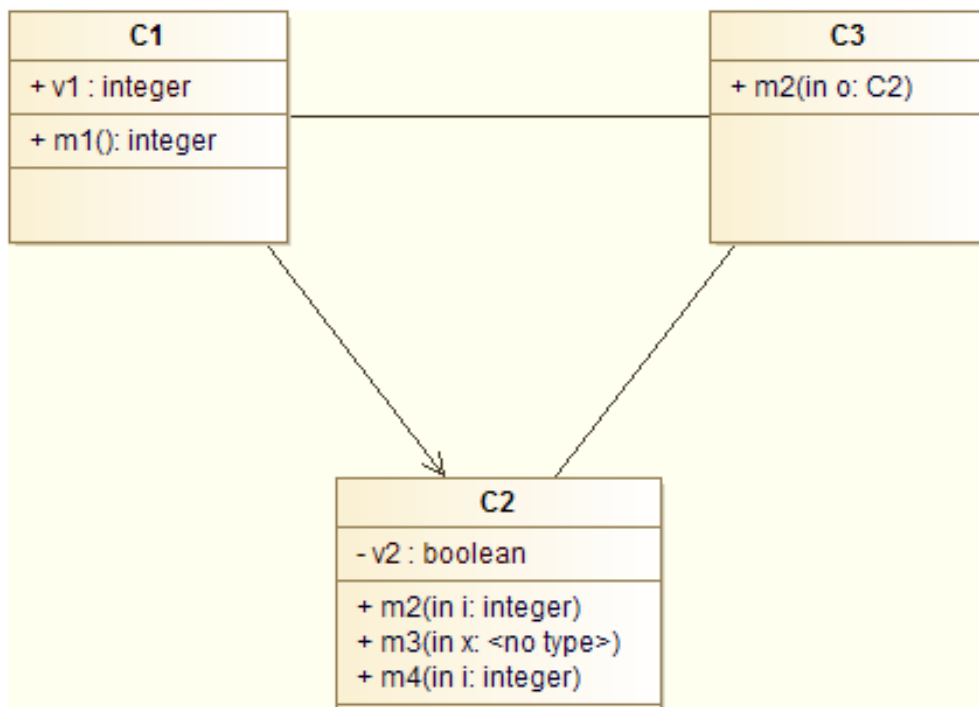 C1
+ v1 : integer
+ m1(): integer
C3
+ m2(in o: C2)
C2
- v2 : boolean
+ m2(in i: integer)
+ m3(in x: <no type>)
+ m4(in i: integer)